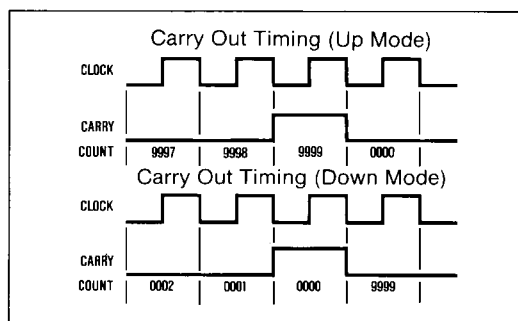 Carry Out Timing (Up Mode)
CLOCK
CARRY
COUNT 9997 9998 9999 0000
Carry Out Timing (Down Mode)
CLOCK
CARRY
COUNT 0002 0001 0000 9999